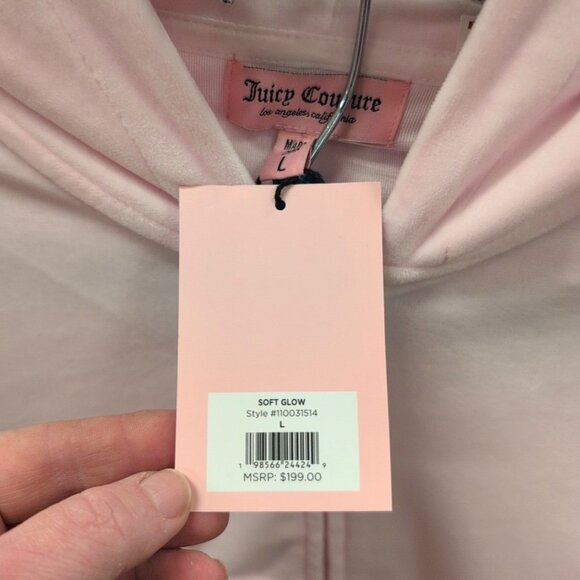 Juicy Couture
los angeles, california
L
SOFT GLOW
Style #110031514
L
1 98566 24424 9
MSRP: $199.00